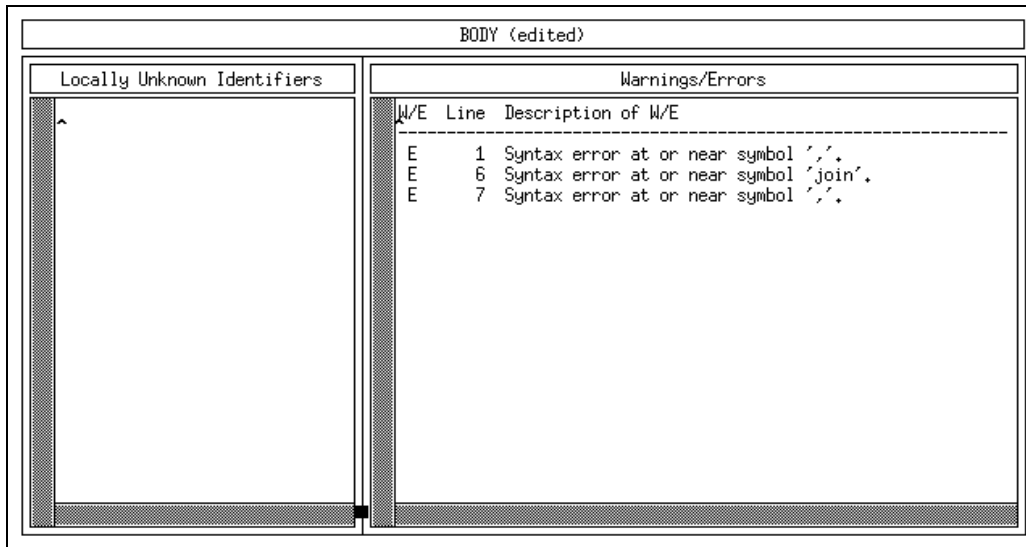 BODY (edited)
Locally Unknown Identifiers
Warnings/Errors
W/E Line Description of W/E
E 1 Syntax error at or near symbol ','.
E 6 Syntax error at or near symbol 'join'.
E 7 Syntax error at or near symbol ','.